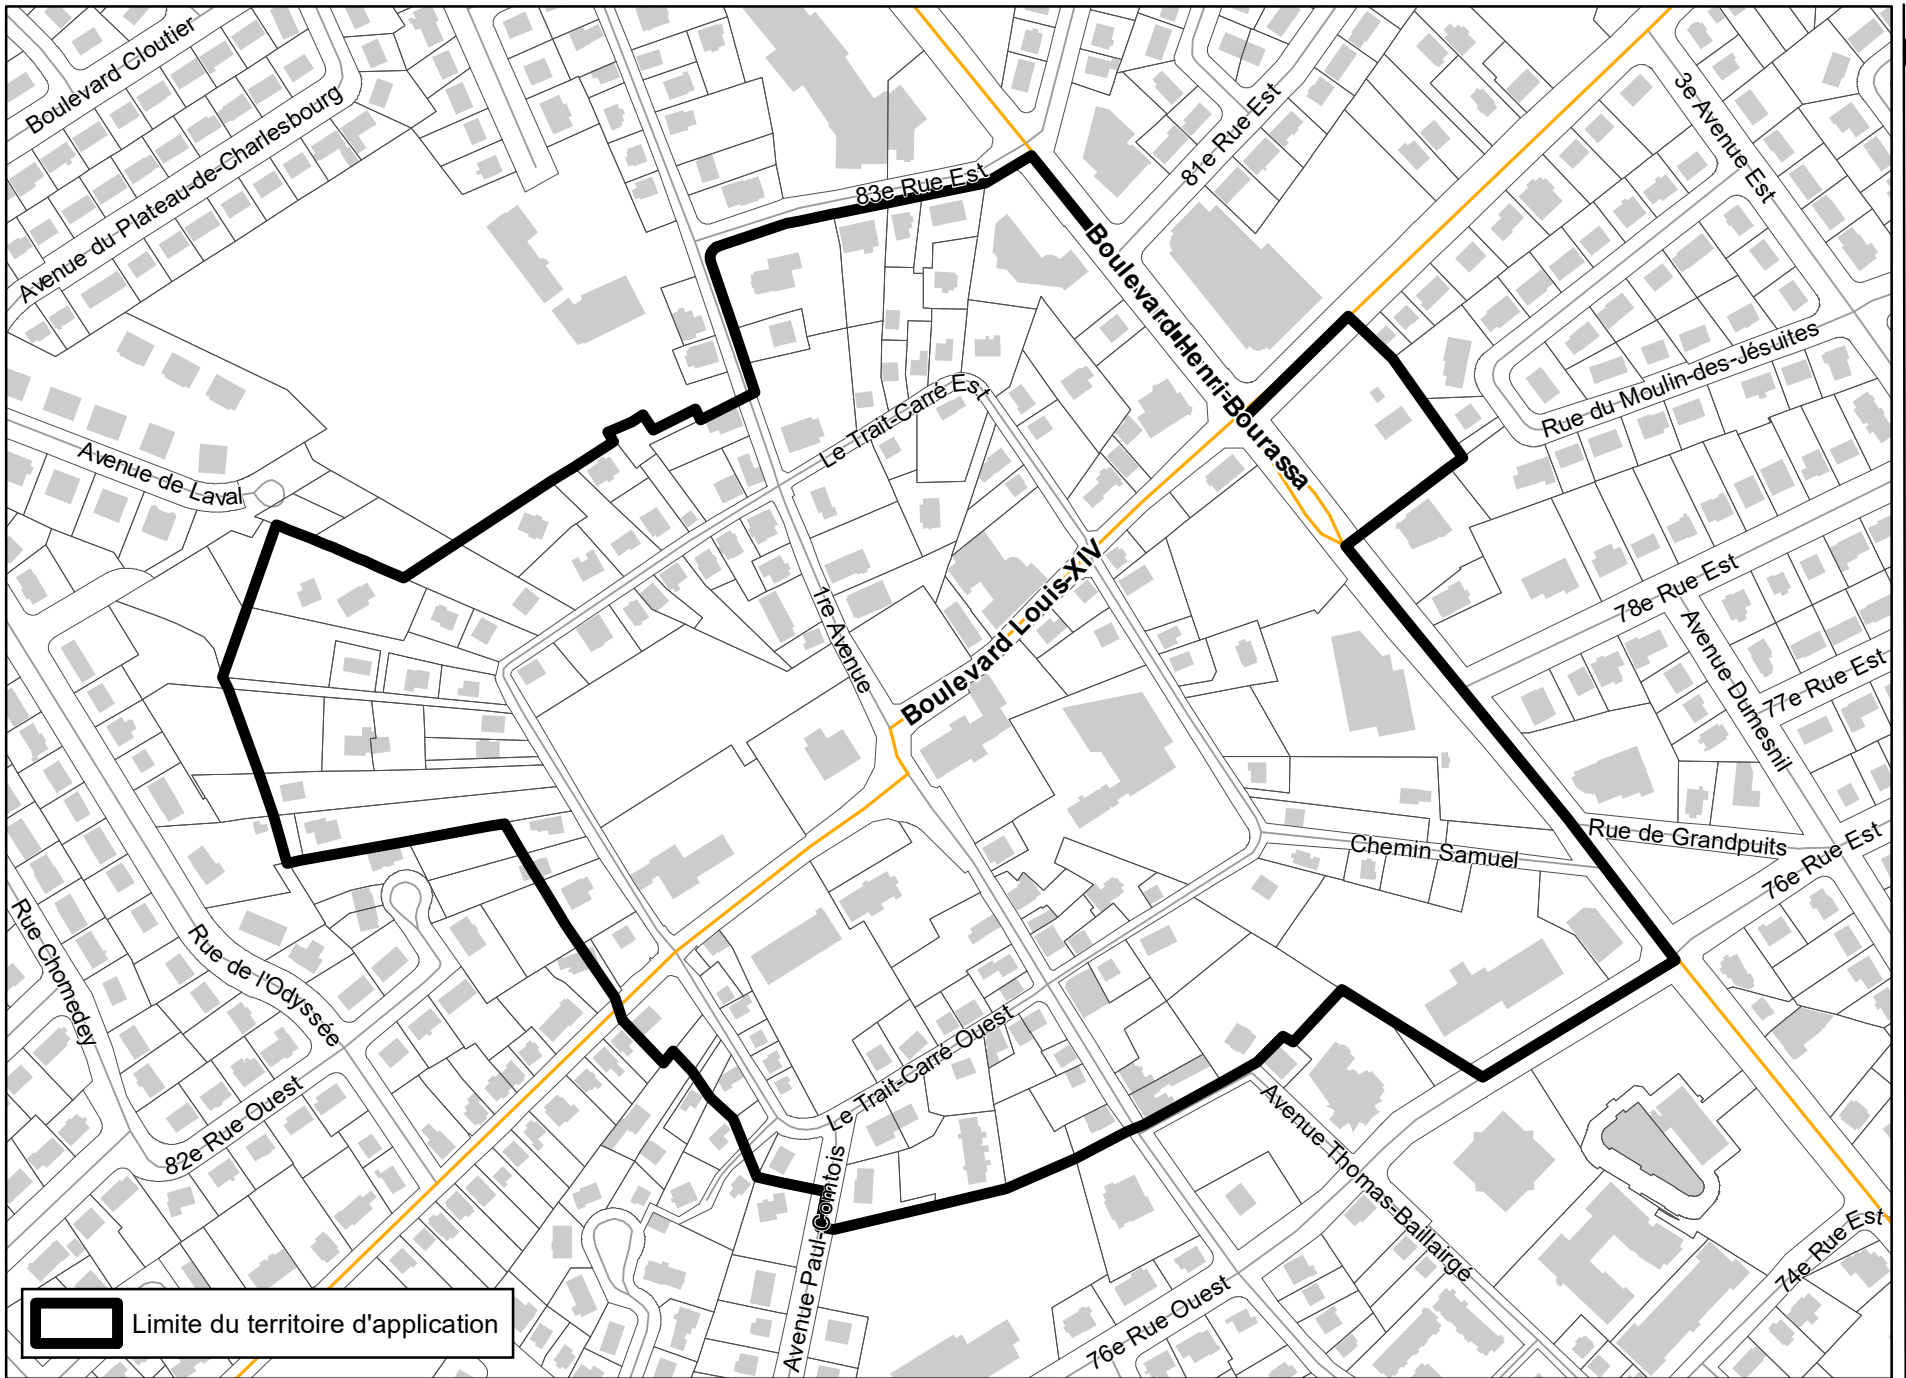 Boulevard Cloutier
Avenue du Plateau-de-Charlesbourg
83e Rue Est
81e Rue Est
3e Avenue Est
Boulevard Henri-Bourassa
Rue du Moulin-des-Jésuites
Le Trait-Carré Est
Avenue de Laval
1re Avenue
Boulevard Louis-XIV
78e Rue Est
Avenue Dumesnil
77e Rue Est
Rue de Grandpuits
76e Rue Est
Chemin Samuel
Rue Chomedey
Rue de l'Odyssée
82e Rue Ouest
Le Trait-Carré Ouest
Avenue Thomas-Baillairgé
Avenue Paul-Comtois
74e Rue Est
76e Rue Ouest
Limite du territoire d'application